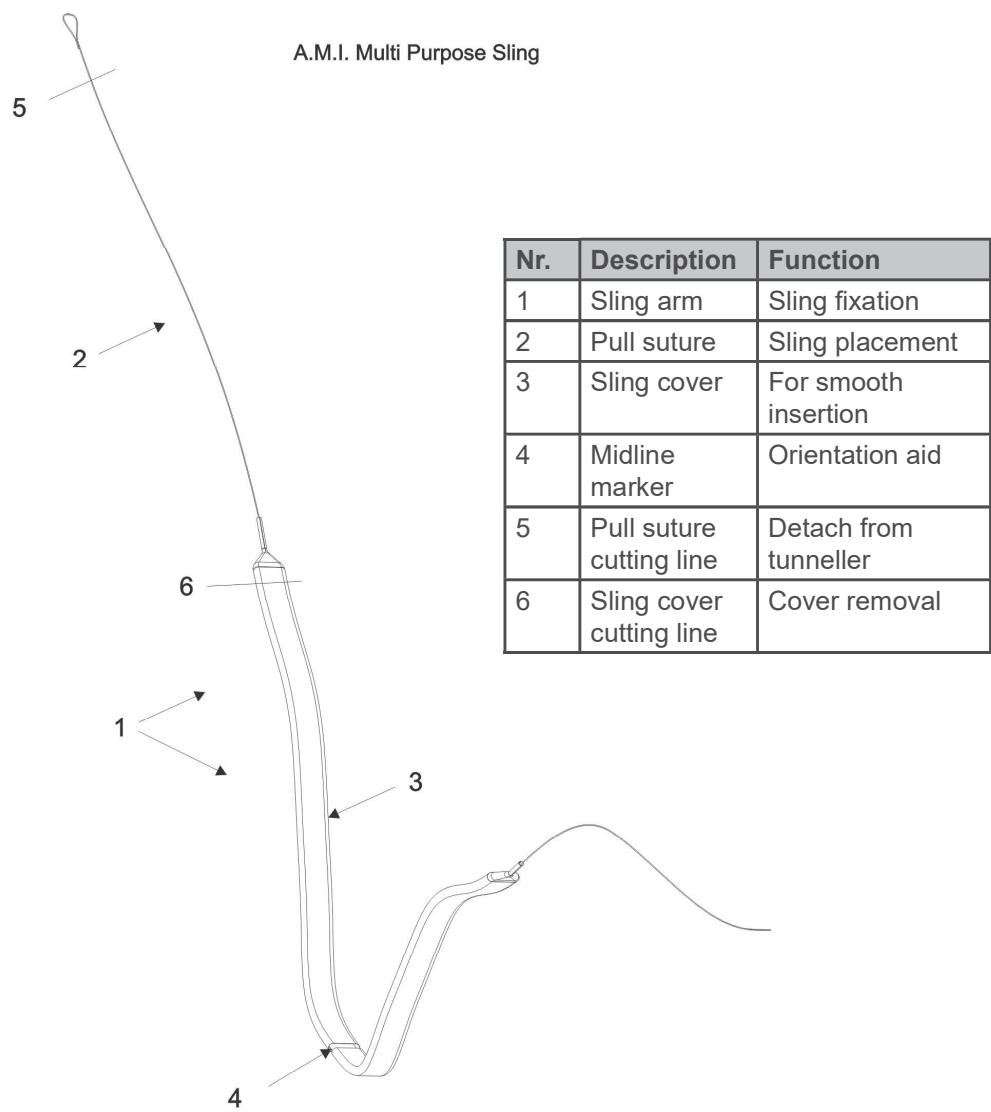 A.M.I. Multi Purpose Sling
5
Nr. Description Function
1 Sling arm Sling fixation
2 Pull suture Sling placement
3 Sling cover For smooth
insertion
4 Midline Orientation aid
marker
5 Pull suture Detach from
cutting line tunneller
6 Sling cover Cover removal
cutting line
2
6
1
3
4